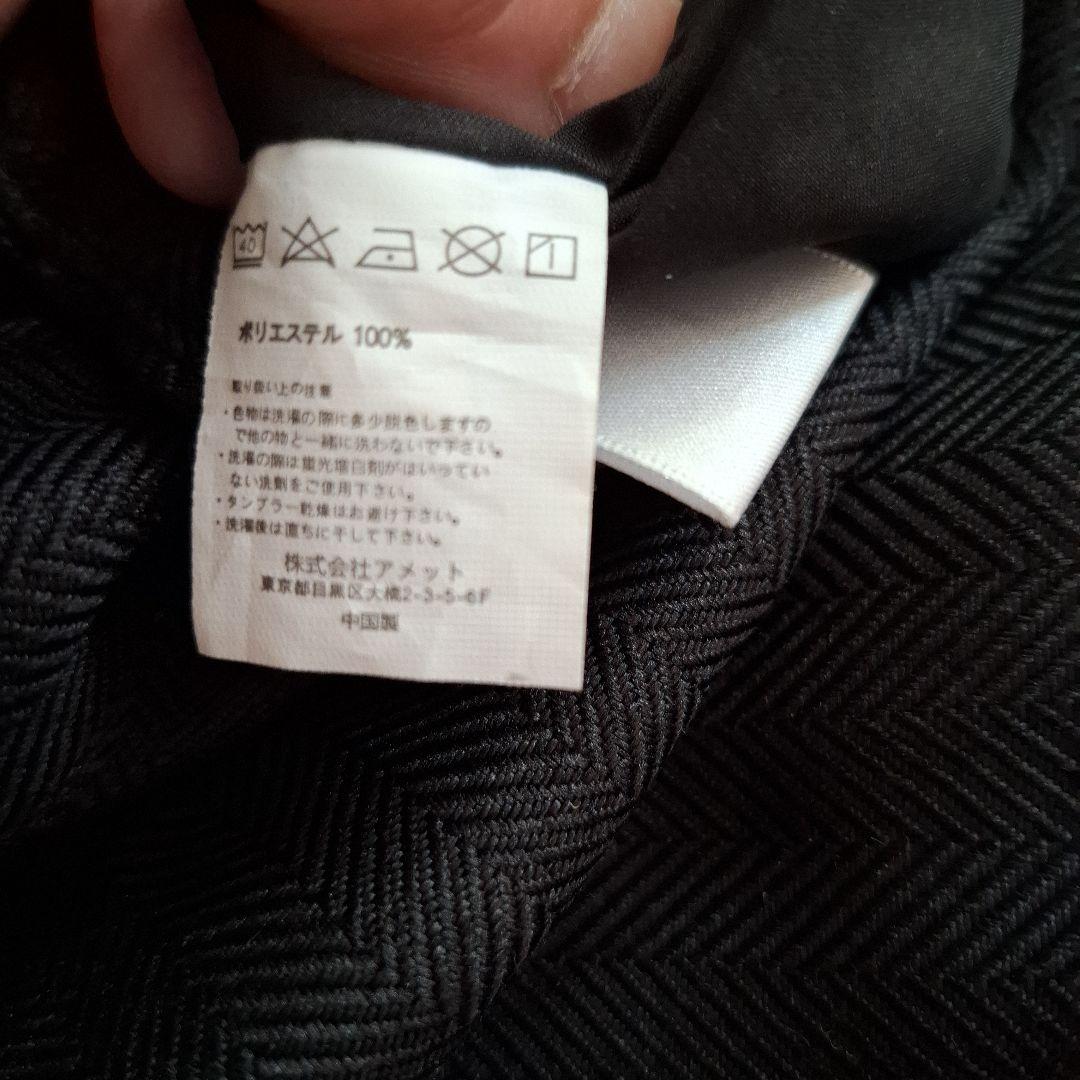 40
ポリエステル 100%
取り扱い上の注意
・色物は洗濯の際に多少脱色しますの
で他の物と一緒に洗わないで下さい。
・洗濯の際は蛍光増白剤がはいってい
ない洗剤をご使用下さい。
・タンブラー乾燥はお避け下さい。
・洗濯後は直ちにそして下さい。
株式会社アメット
東京都目黒区大橋2-3-5-6F
中国製